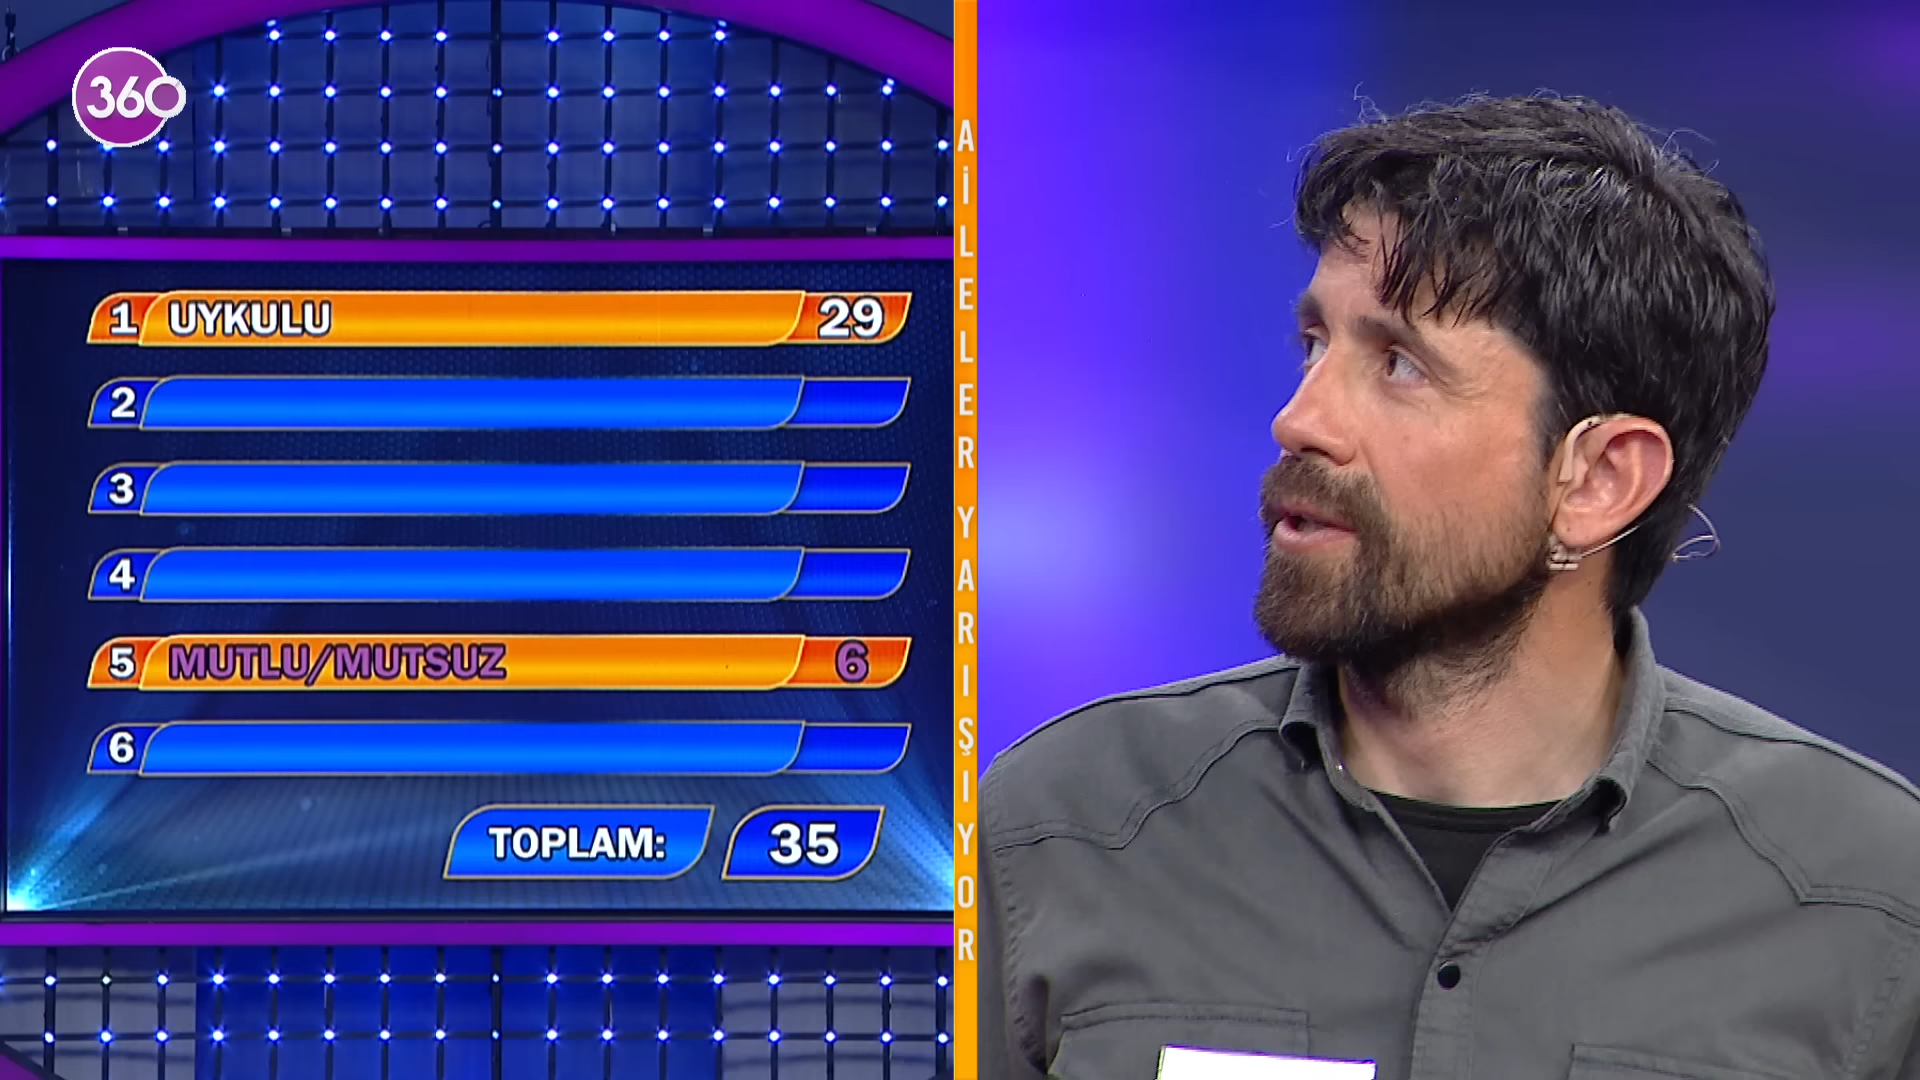 360
1 UYKULU 29
2
3
4
5 MUTLU/MUTSUZ 6
6
TOPLAM: 35
AİLELER YARIŞIYOR